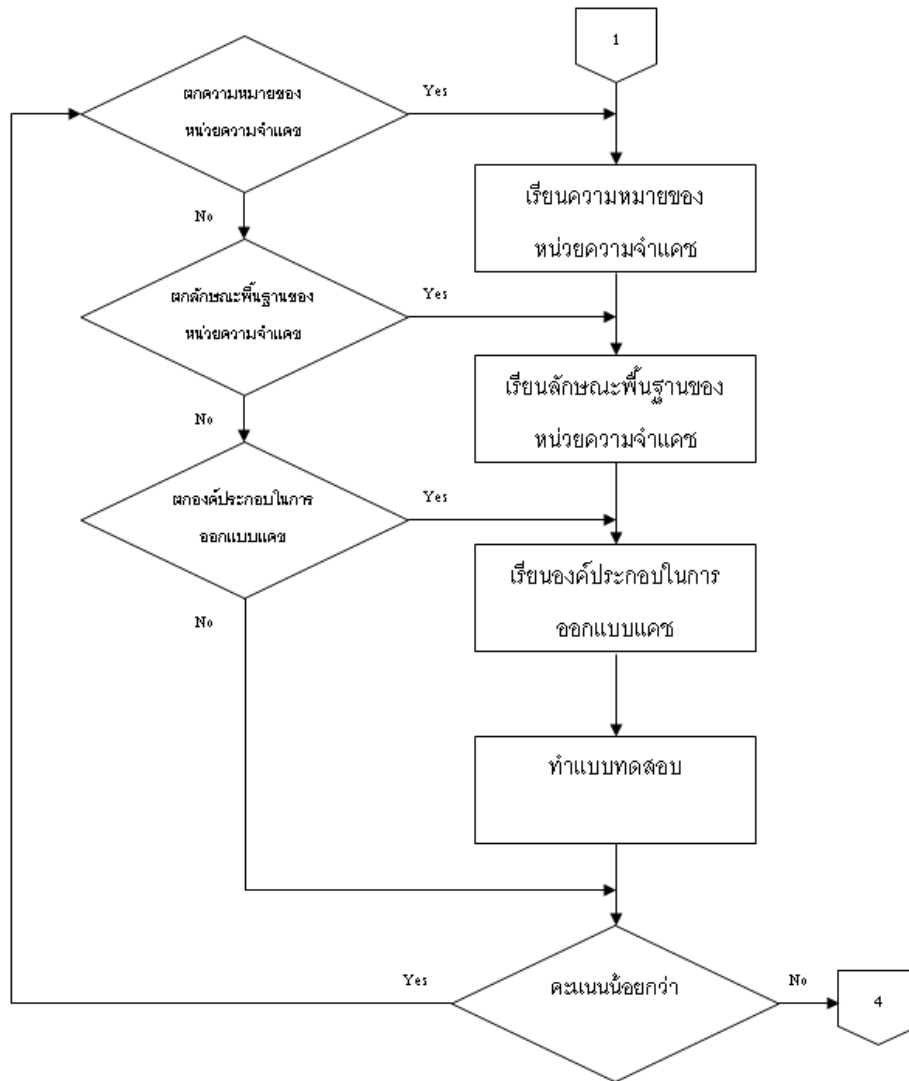 1
ตกความหมายของ
หน่วยความจำแคช
Yes
เรียนความหมายของ
หน่วยความจำแคช
No
ตกลักษณะพื้นฐานของ
หน่วยความจำแคช
Yes
เรียนลักษณะพื้นฐานของ
หน่วยความจำแคช
No
ตกองค์ประกอบในการ
ออกแบบแคช
Yes
เรียนองค์ประกอบในการ
ออกแบบแคช
No
ทำแบบทดสอบ
คะแนนน้อยกว่า
Yes
No
4